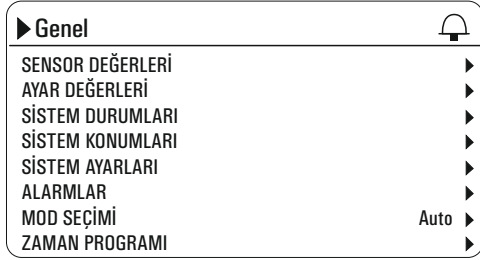 Genel
SENSOR DEĞERLERİ
AYAR DEĞERLERİ
SİSTEM DURUMLARI
SİSTEM KONUMLARI
SİSTEM AYARLARI
ALARMLAR
MOD SEÇİMİ Auto
ZAMAN PROGRAMI